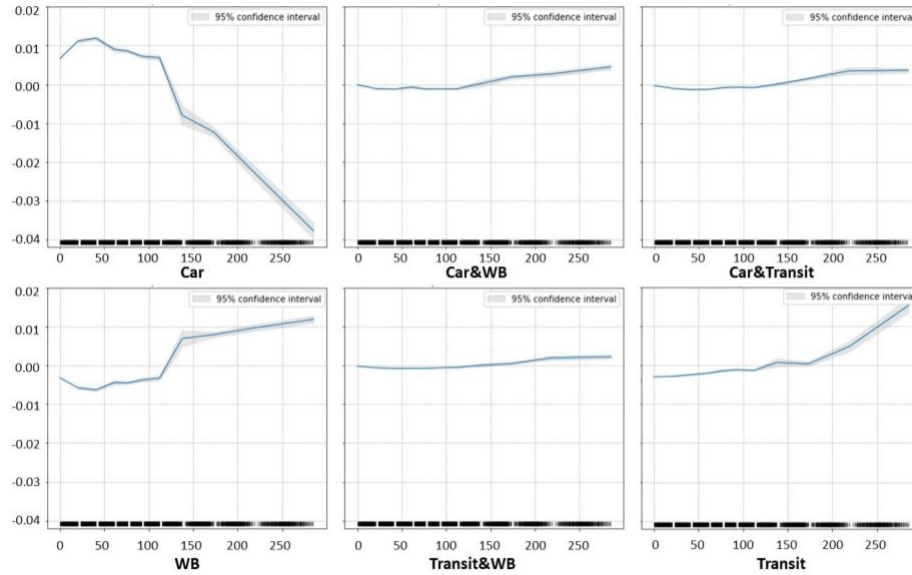 0.02
0.01
0.00
-0.01
-0.02
-0.03
-0.04
95% confidence interval
95% confidence interval
95% confidence interval
0 50 100 150 200 250
0 50 100 150 200 250
0 50 100 150 200 250
Car
Car&WB
Car&Transit
0.02
0.01
0.00
-0.01
-0.02
-0.03
-0.04
95% confidence interval
95% confidence interval
95% confidence interval
0 50 100 150 200 250
0 50 100 150 200 250
0 50 100 150 200 250
WB
Transit&WB
Transit